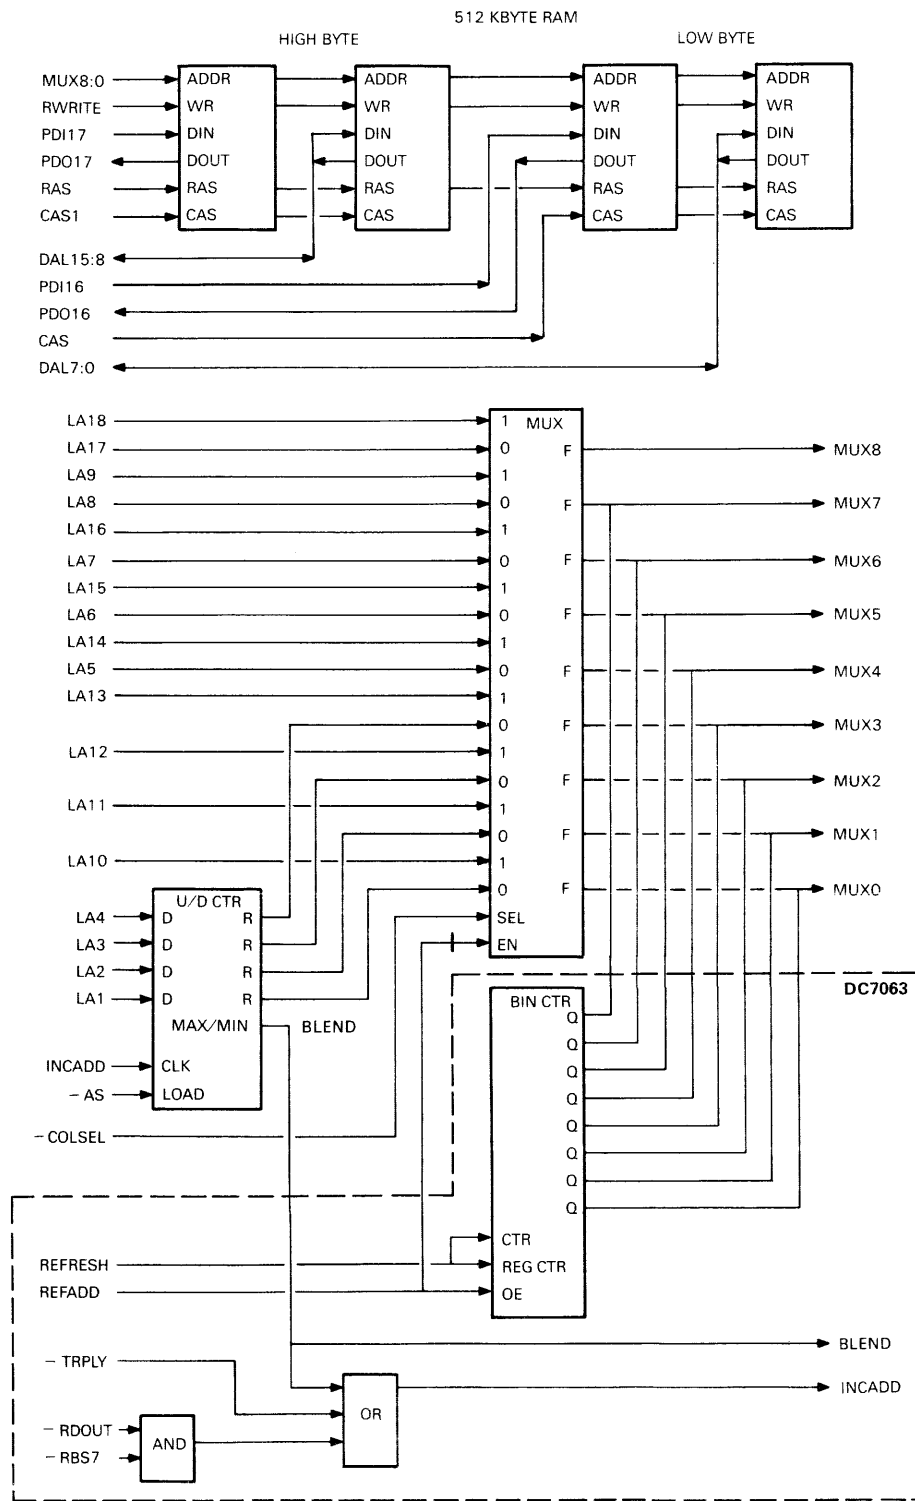 512 KBYTE RAM
HIGH BYTE
LOW BYTE
MUX8:0
RWRITE
PDI17
PDO17
RAS
CAS1
ADDR
WR
DIN
DOUT
RAS
CAS
ADDR
WR
DIN
DOUT
RAS
CAS
ADDR
WR
DIN
DOUT
RAS
CAS
ADDR
WR
DIN
DOUT
RAS
CAS
DAL15:8
PDI16
PDO16
CAS
DAL7:0
LA18
LA17
LA9
LA8
LA16
LA7
LA15
LA6
LA14
LA5
LA13
LA12
LA11
LA10
1 MUX
0 F
1
0 F
1
0 F
1
0 F
1
0 F
1
0 F
1
0 F
1
0 F
1
0 F
SEL
EN
MUX8
MUX7
MUX6
MUX5
MUX4
MUX3
MUX2
MUX1
MUX0
U/D CTR
LA4 D R
LA3 D R
LA2 D R
LA1 D R
MAX/MIN BLEND
INCADD CLK
– AS LOAD
– COLSEL
DC7063
BIN CTR
Q
Q
Q
Q
Q
Q
Q
Q
CTR
REG CTR
OE
REFRESH
REFADD
BLEND
– TRPLY
INCADD
OR
– RDOUT
AND
– RBS7